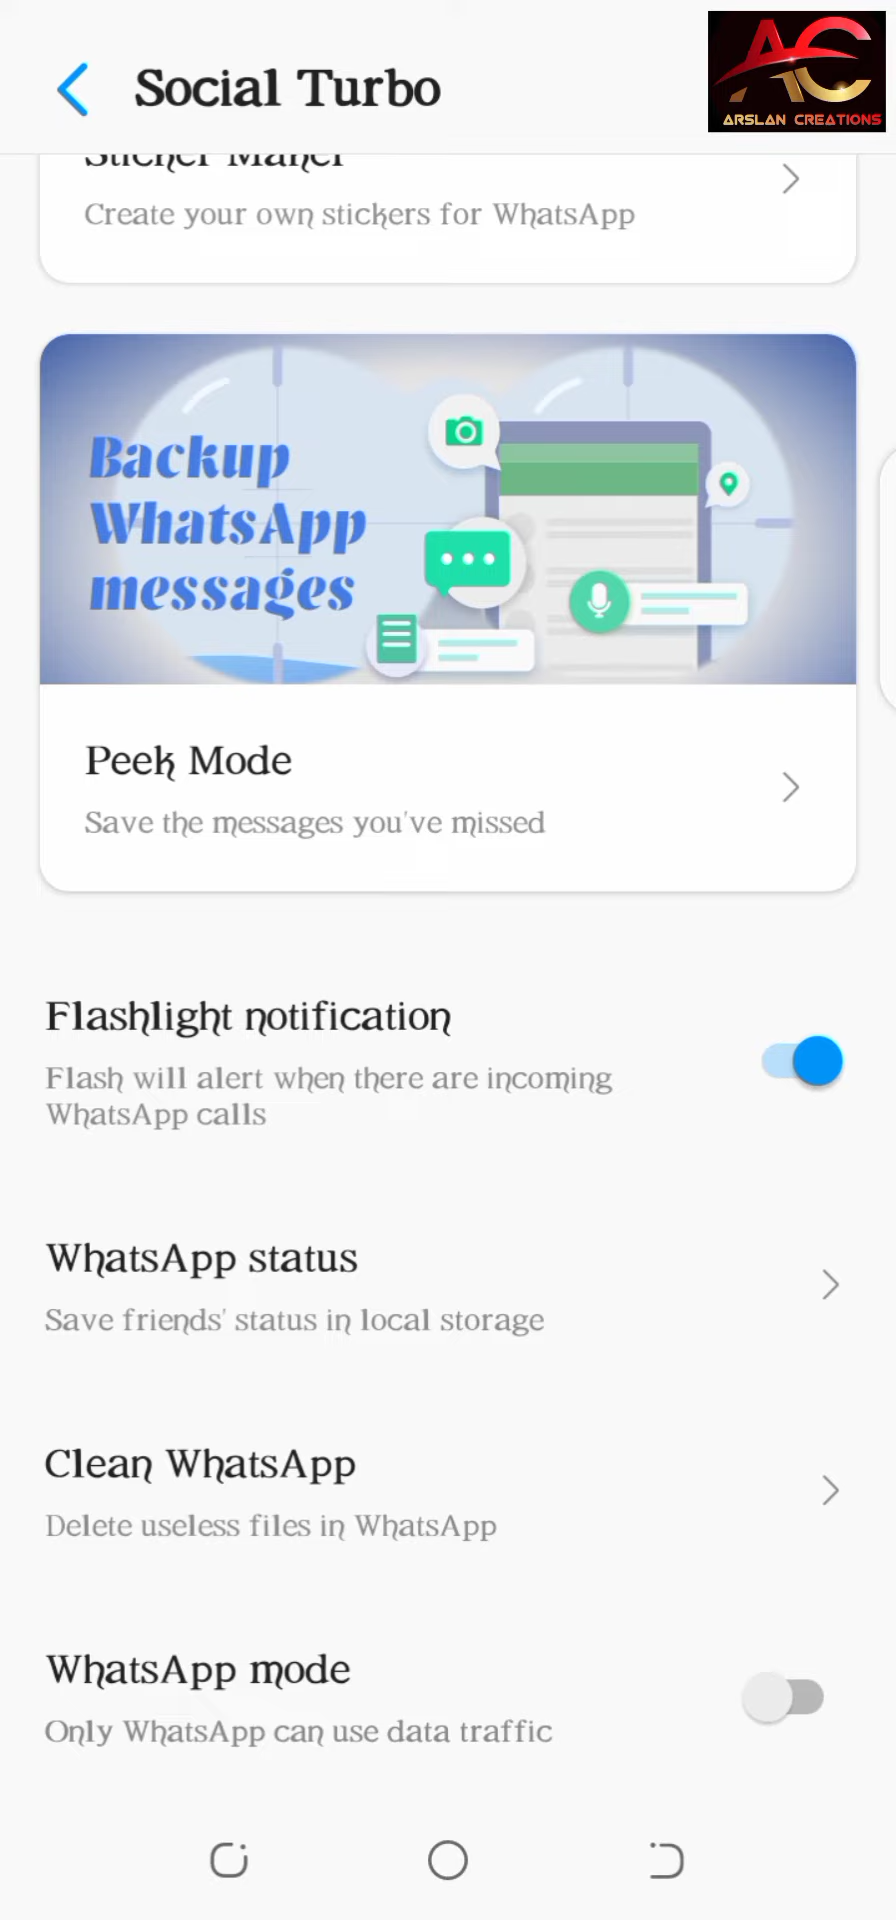 Social Turbo
ARSLAN CREATIONS
Sticker Maker
Create your own stickers for WhatsApp
Backup
WhatsApp
messages
Peek Mode
Save the messages you've missed
Flashlight notification
Flash will alert when there are incoming
WhatsApp calls
WhatsApp status
Save friends' status in local storage
Clean WhatsApp
Delete useless files in WhatsApp
WhatsApp mode
Only WhatsApp can use data traffic